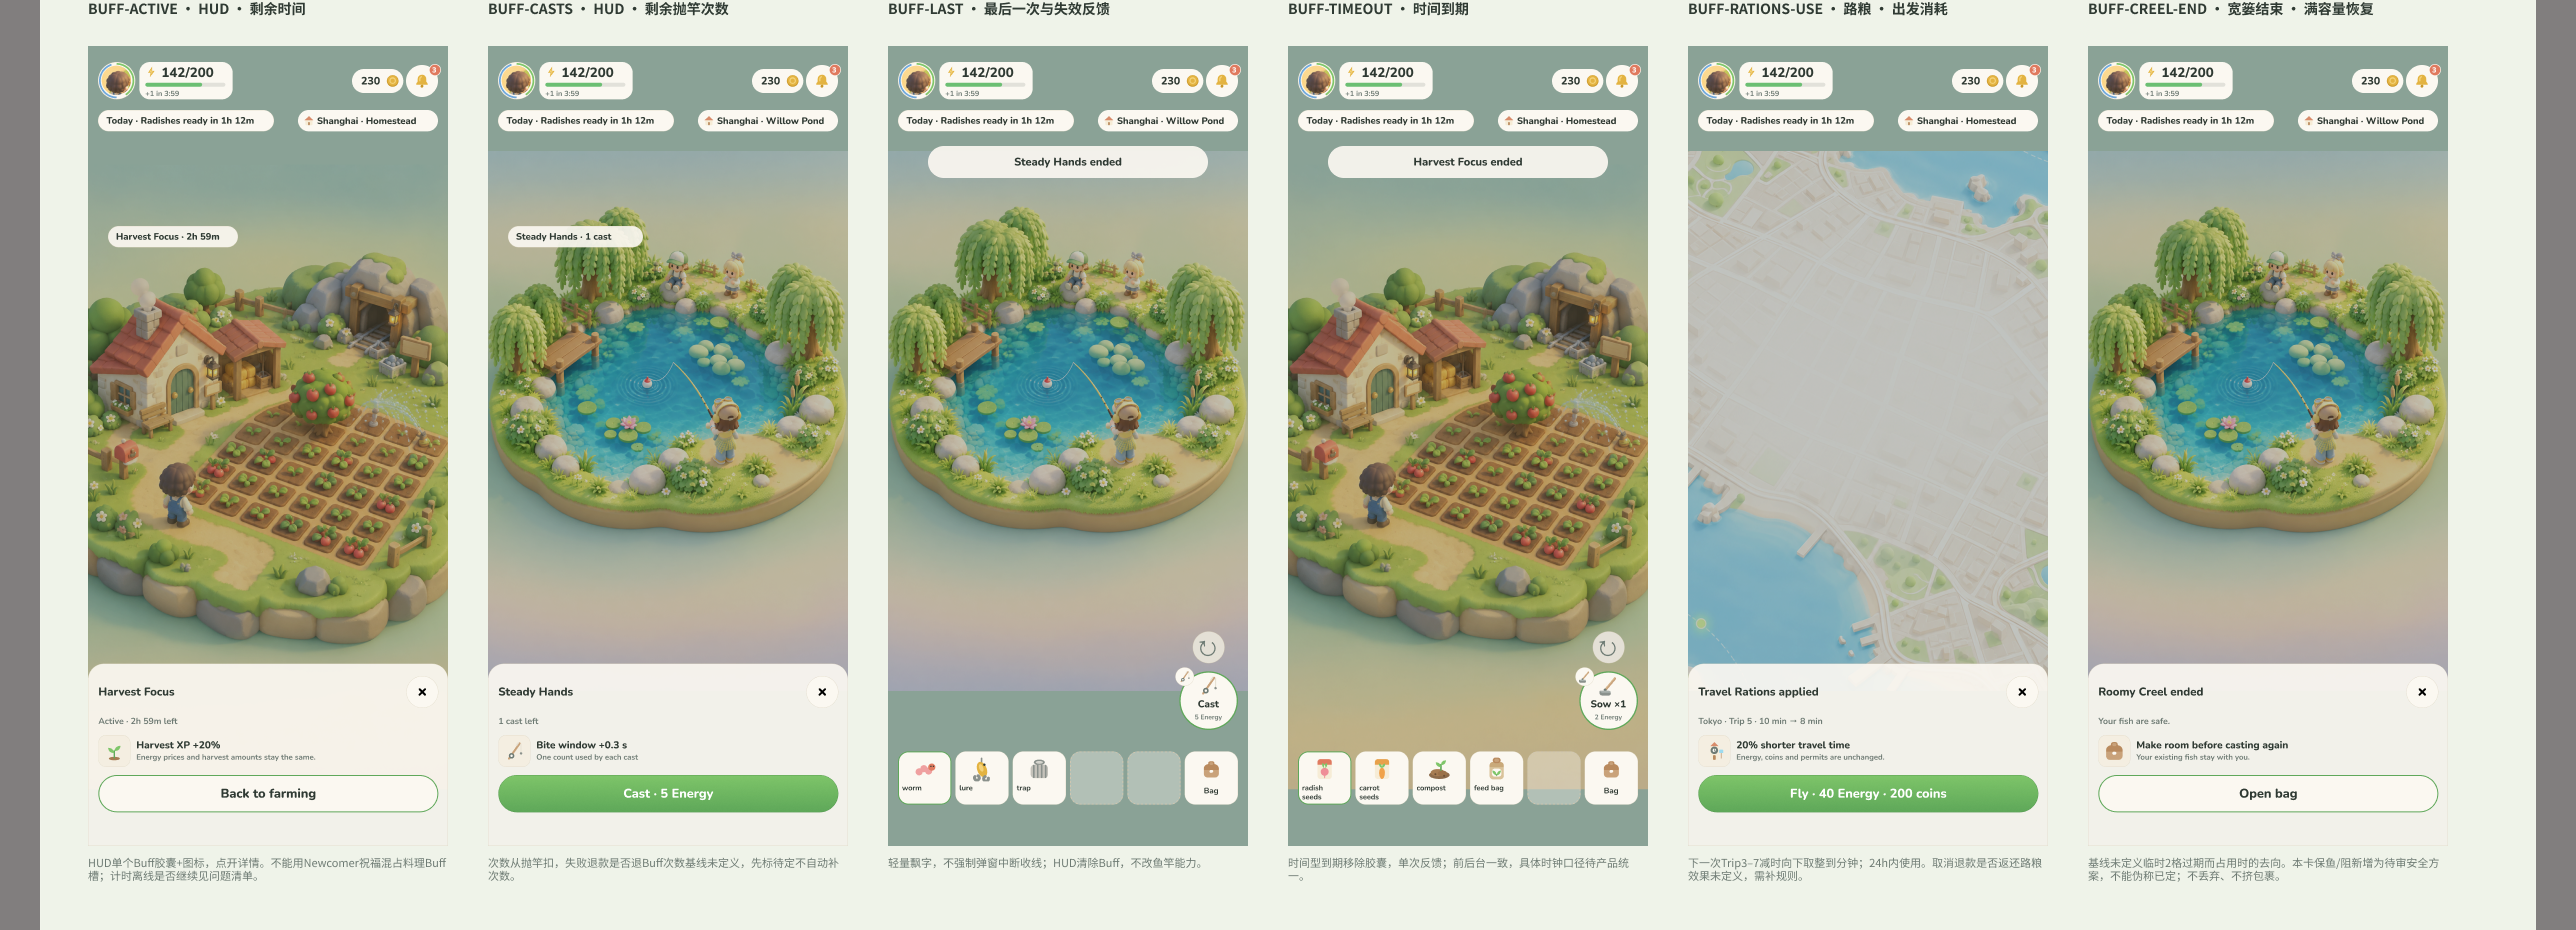 BUFF-ACTIVE • HUD • 剩余时间
142/200
+1 in 3:59
230
3
Today · Radishes ready in 1h 12m
Shanghai · Homestead
Harvest Focus · 2h 59m
Harvest Focus
×
Active · 2h 59m left
Harvest XP +20%
Energy prices and harvest amounts stay the same.
Back to farming
HUD单个Buff胶囊+图标，点开详情。不能用Newcomer祝福混占料理Buff
槽；计时离线是否继续见问题清单。
BUFF-CASTS • HUD • 剩余抛竿次数
142/200
+1 in 3:59
230
3
Today · Radishes ready in 1h 12m
Shanghai · Willow Pond
Steady Hands · 1 cast
Steady Hands
×
1 cast left
Bite window +0.3 s
One count used by each cast
Cast · 5 Energy
次数从抛竿扣，失败退款是否退Buff次数基线未定义，先标待定不自动补
次数。
BUFF-LAST • 最后一次与失效反馈
142/200
+1 in 3:59
230
3
Today · Radishes ready in 1h 12m
Shanghai · Willow Pond
Steady Hands ended
Cast
5 Energy
worm
lure
trap
Bag
轻量飘字，不强制弹窗中断收线；HUD清除Buff，不改鱼竿能力。
BUFF-TIMEOUT • 时间到期
142/200
+1 in 3:59
230
3
Today · Radishes ready in 1h 12m
Shanghai · Homestead
Harvest Focus ended
Sow ×1
2 Energy
radish
seeds
carrot
seeds
compost
feed bag
Bag
时间型到期移除胶囊，单次反馈；前后台一致，具体时钟口径待产品统
一。
BUFF-RATIONS-USE • 路粮 • 出发消耗
142/200
+1 in 3:59
230
3
Today · Radishes ready in 1h 12m
Shanghai · Homestead
Travel Rations applied
×
Tokyo · Trip 5 · 10 min → 8 min
20% shorter travel time
Energy, coins and permits are unchanged.
Fly · 40 Energy · 200 coins
下一次Trip3–7减时向下取整到分钟；24h内使用。取消退款是否返还路粮
效果未定义，需补规则。
BUFF-CREEL-END • 宽篓结束 • 满容量恢复
142/200
+1 in 3:59
230
3
Today · Radishes ready in 1h 12m
Shanghai · Willow Pond
Roomy Creel ended
×
Your fish are safe.
Make room before casting again
Your existing fish stay with you.
Open bag
基线未定义临时2格过期而占用时的去向。本卡保鱼/阻新增为待审安全方
案，不能伪称已定；不丢弃、不挤包裹。